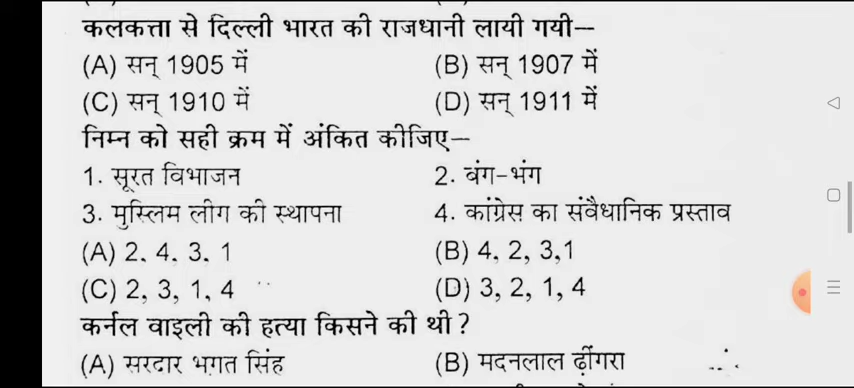 कलकत्ता से दिल्ली भारत की राजधानी लायी गयी—
(A) सन् 1905 में (B) सन् 1907 में
(C) सन् 1910 में (D) सन् 1911 में
निम्न को सही क्रम में अंकित कीजिए—
1. सूरत विभाजन 2. बंग-भंग
3. मुस्लिम लीग की स्थापना 4. कांग्रेस का संवैधानिक प्रस्ताव
(A) 2. 4. 3. 1 (B) 4, 2, 3,1
(C) 2, 3, 1, 4 (D) 3, 2, 1, 4
कर्नल वाइली की हत्या किसने की थी ?
(A) सरदार भगत सिंह (B) मदनलाल ढ़ींगरा